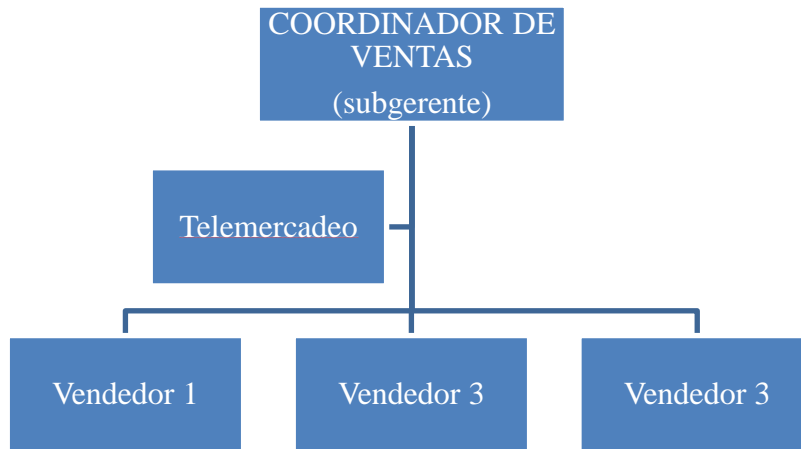 COORDINADOR DE
VENTAS
(subgerente)
Telemercadeo
Vendedor 1
Vendedor 3
Vendedor 3